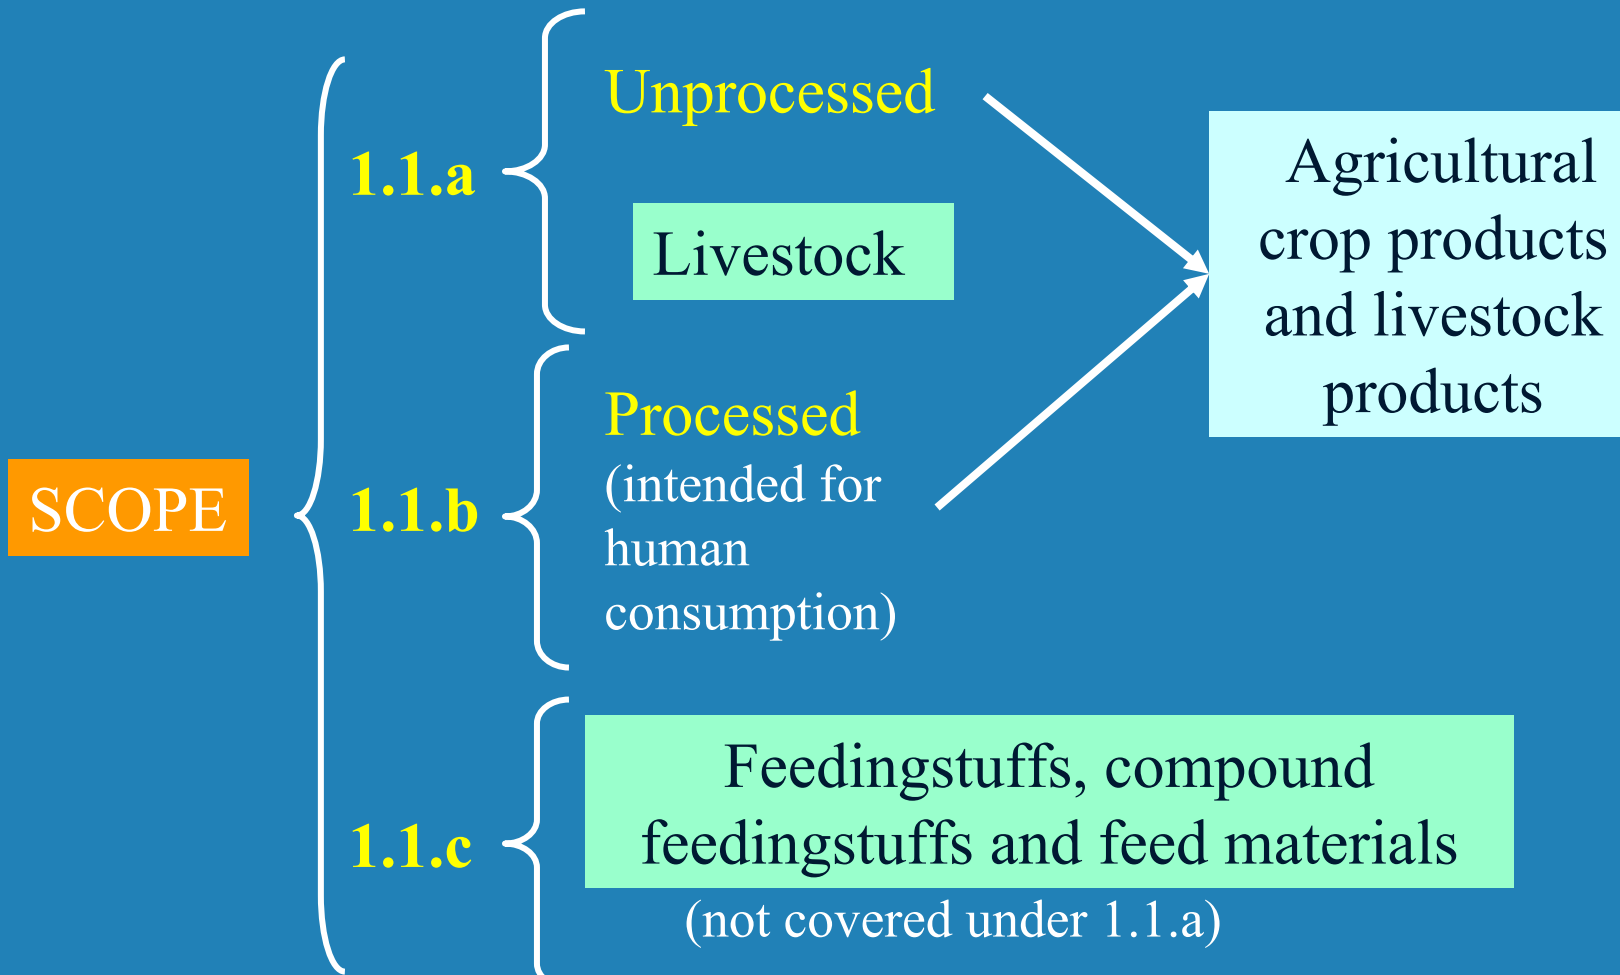 SCOPE
1.1.a
Unprocessed
Livestock
1.1.b
Processed
(intended for
human
consumption)
Agricultural
crop products
and livestock
products
1.1.c
Feedingstuffs, compound
feedingstuffs and feed materials
(not covered under 1.1.a)